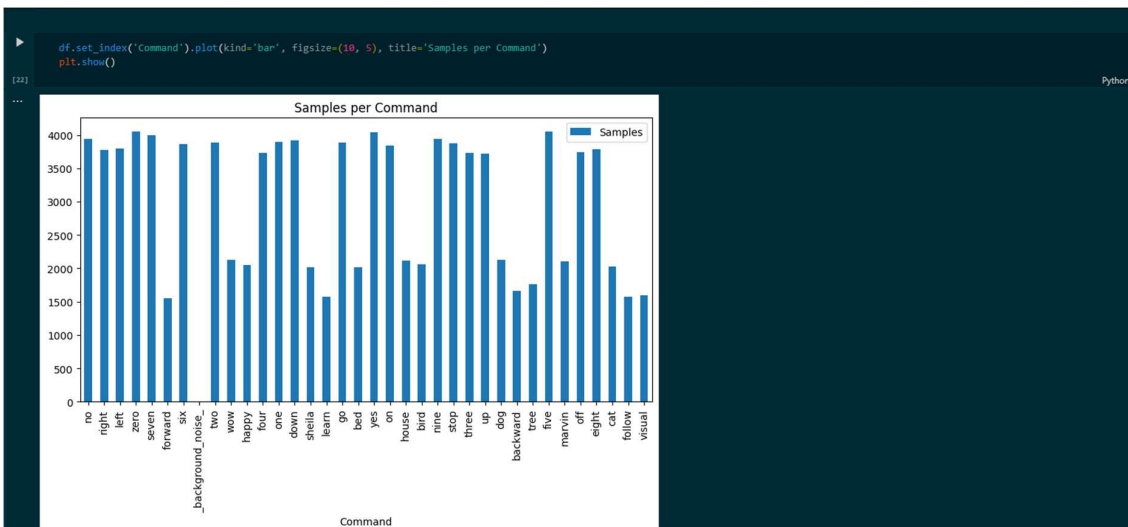 df.set_index('Command').plot(kind='bar', figsize=(10, 5), title='Samples per Command')
plt.show()
[22]
Python
...
Samples per Command
Samples
4000
3500
3000
2500
2000
1500
1000
500
0
no
right
left
zero
seven
forward
six
_background_noise_
two
wow
happy
four
one
down
sheila
learn
go
bed
yes
on
house
bird
nine
stop
three
up
dog
backward
tree
five
marvin
off
eight
cat
follow
visual
Command